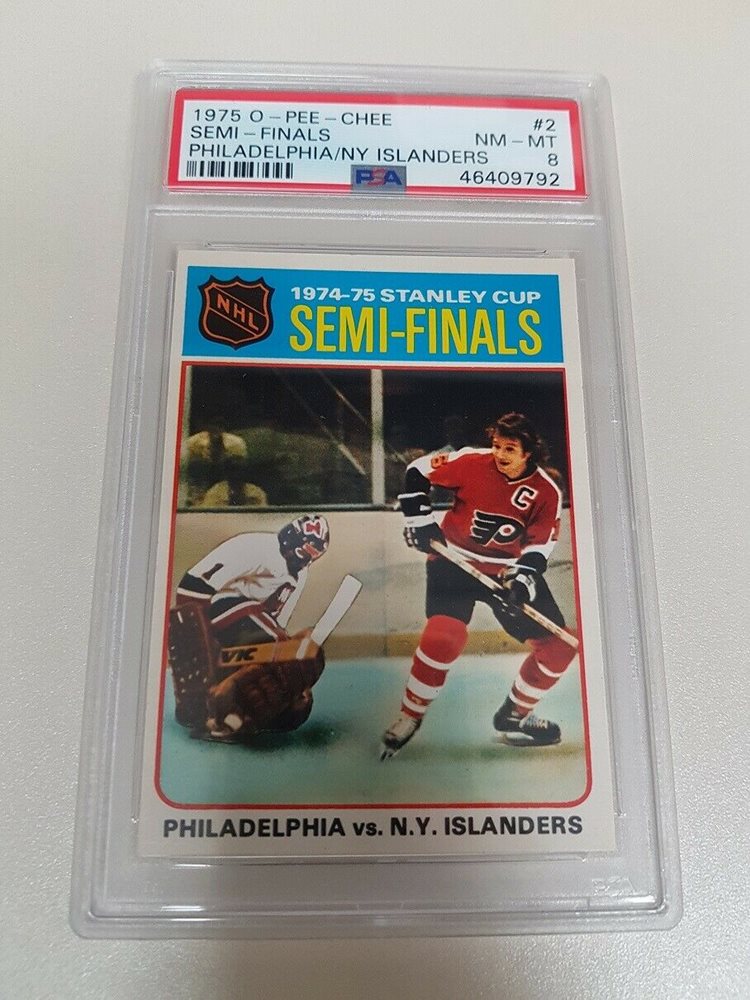 1975 O-PEE-CHEE #2
SEMI-FINALS NM-MT
PHILADELPHIA/NY ISLANDERS 8
PSA 46409792
NHL
1974-75 STANLEY CUP
SEMI-FINALS
C
P
1
VIC
PHILADELPHIA vs. N.Y. ISLANDERS